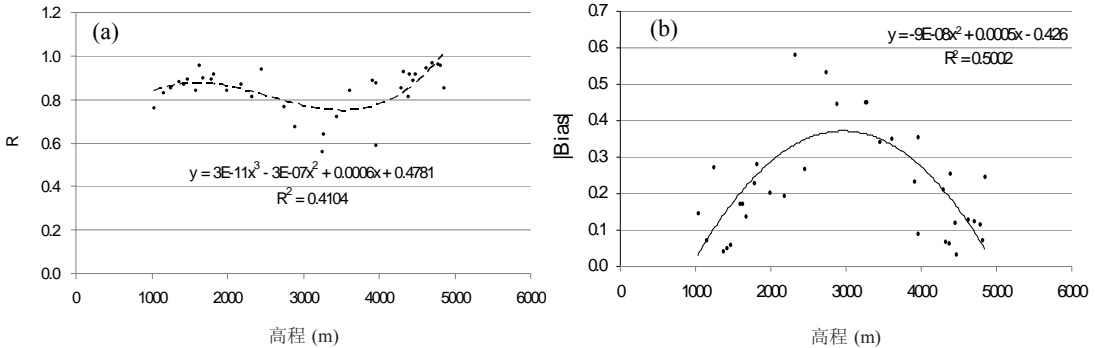 (a)
1.2
1.0
0.8
0.6
0.4
0.2
0.0
R
y = 3E-11x³ - 3E-07x² + 0.0006x + 0.4781
R² = 0.4104
0 1000 2000 3000 4000 5000 6000
高程 (m)
(b)
0.7
0.6
0.5
0.4
0.3
0.2
0.1
0.0
|Bias|
y = -9E-08x² + 0.0005x - 0.426
R² = 0.5002
0 1000 2000 3000 4000 5000 6000
高程 (m)